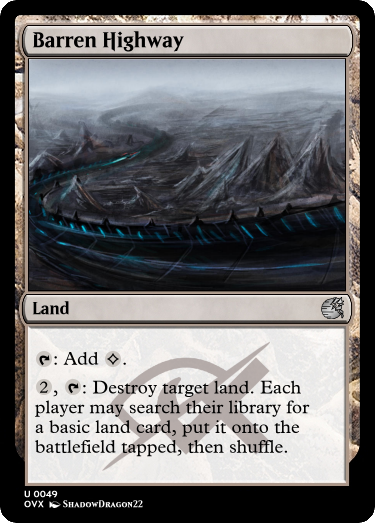 Barren Highway
Land
: Add .
2, : Destroy target land. Each
player may search their library for
a basic land card, put it onto the
battlefield tapped, then shuffle.
U 0049
OVX ShadowDragon22